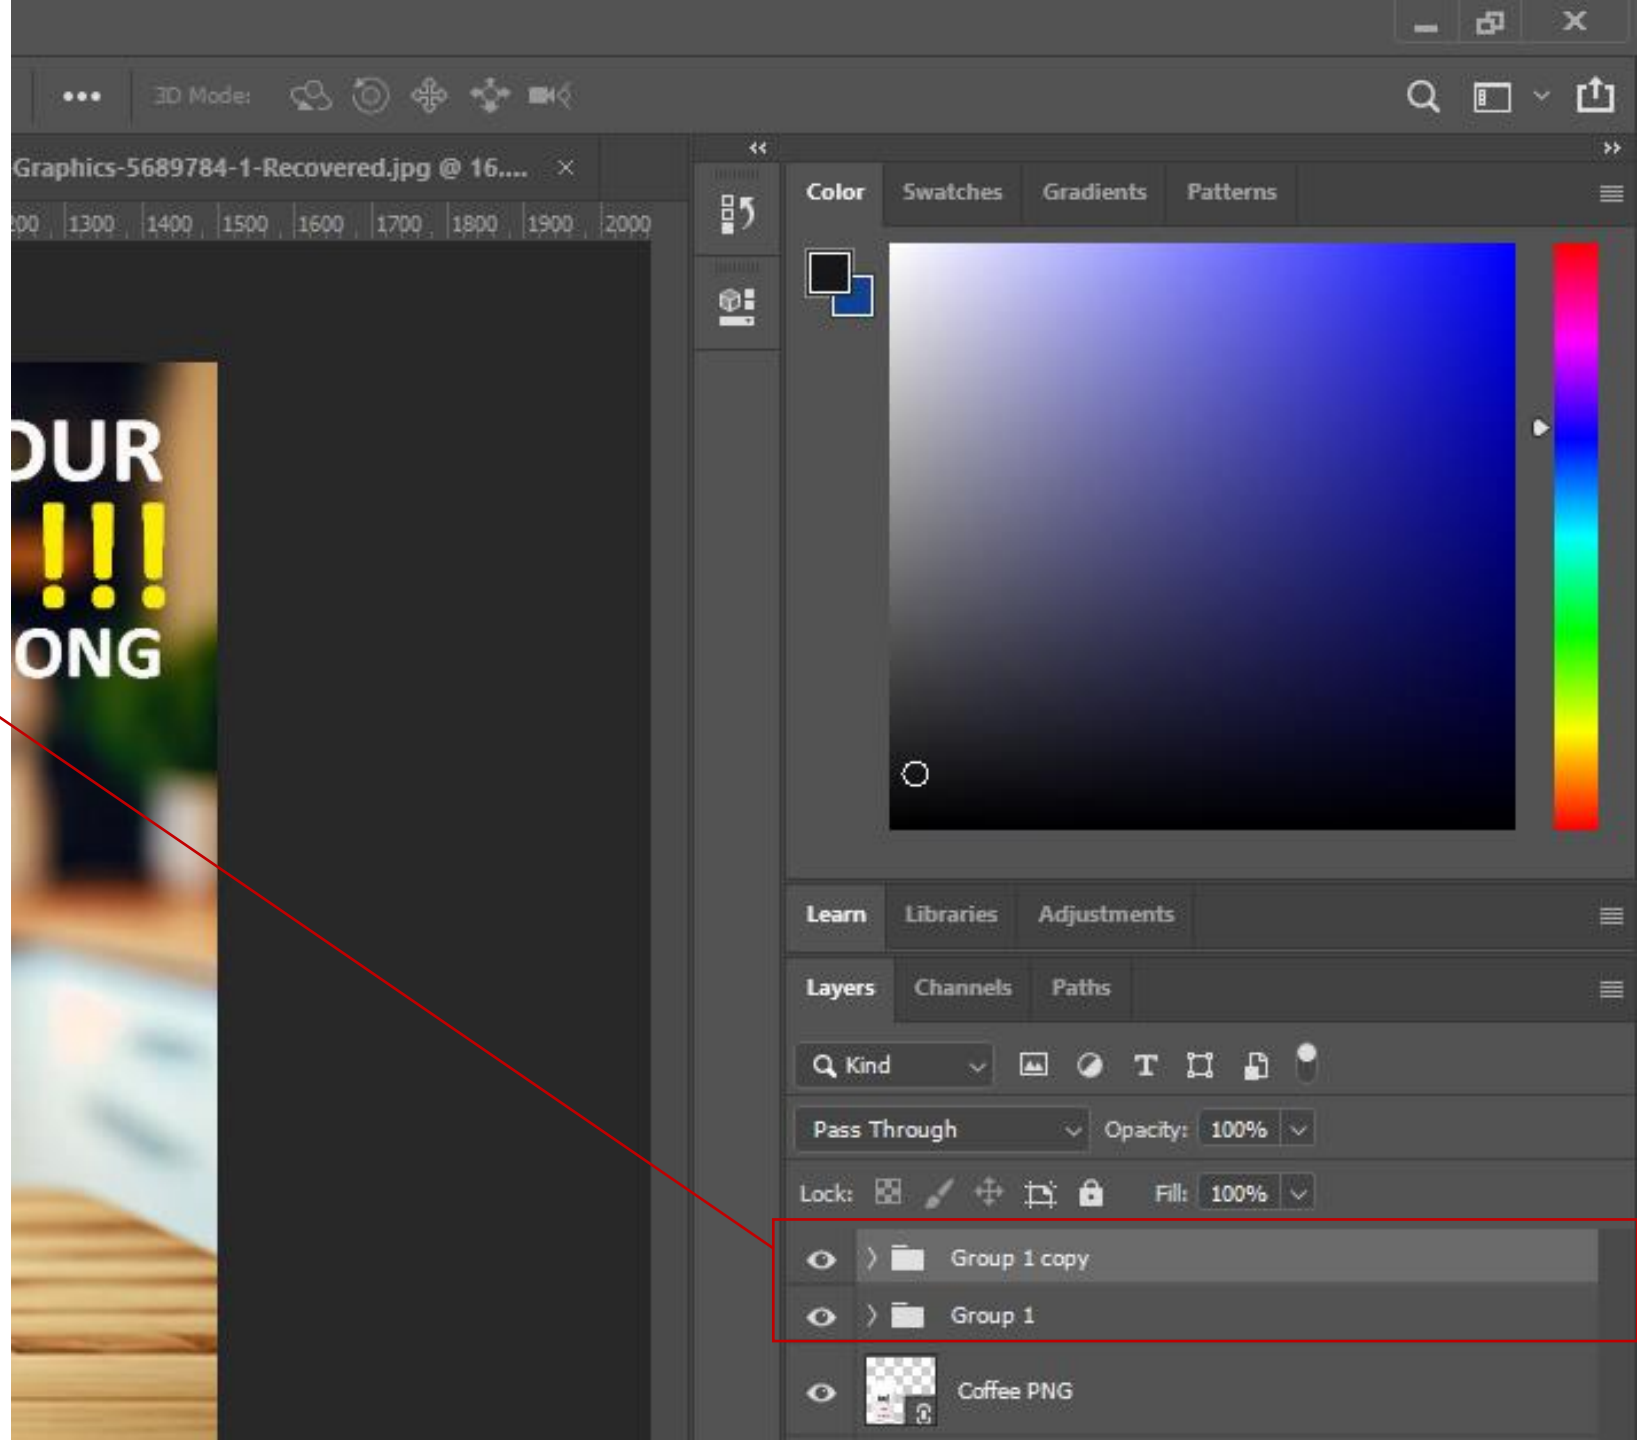 3D Mode:
Graphics-5689784-1-Recovered.jpg @ 16.... ×
00 1300 1400 1500 1600 1700 1800 1900 2000
OUR
!!!
ONG
Color Swatches Gradients Patterns
Learn Libraries Adjustments
Layers Channels Paths
Kind
Pass Through Opacity: 100%
Lock: Fill: 100%
Group 1 copy
Group 1
Coffee PNG